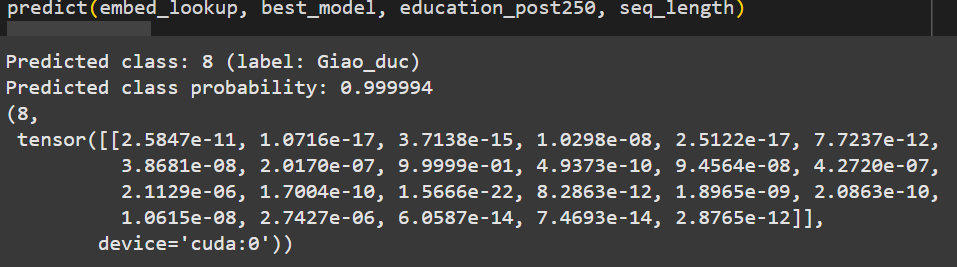 predict(embed_lookup, best_model, education_post250, seq_length)
Predicted class: 8 (label: Giao_duc)
Predicted class probability: 0.999994
(8,
 tensor([[2.5847e-11, 1.0716e-17, 3.7138e-15, 1.0298e-08, 2.5122e-17, 7.7237e-12,
          3.8681e-08, 2.0170e-07, 9.9999e-01, 4.9373e-10, 9.4564e-08, 4.2720e-07,
          2.1129e-06, 1.7004e-10, 1.5666e-22, 8.2863e-12, 1.8965e-09, 2.0863e-10,
          1.0615e-08, 2.7427e-06, 6.0587e-14, 7.4693e-14, 2.8765e-12]],
        device='cuda:0'))